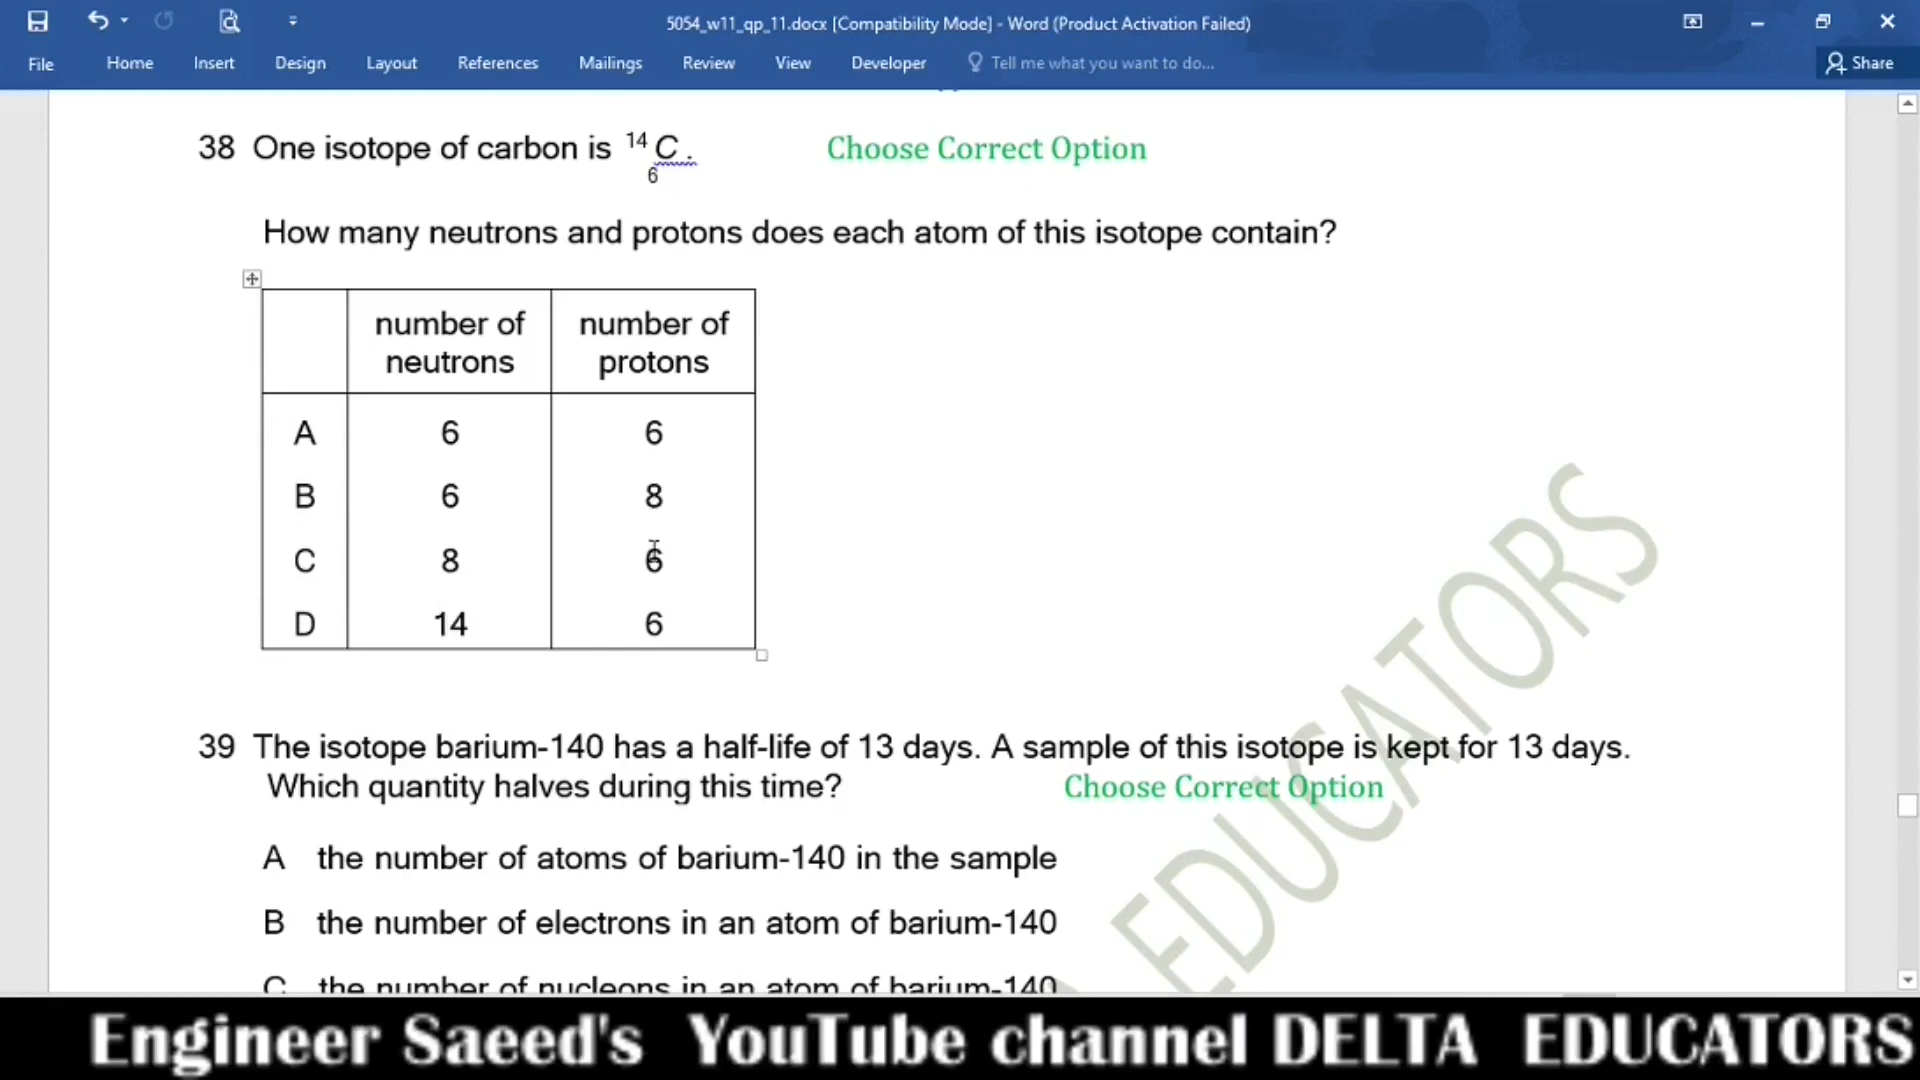 5054_w11_qp_11.docx [Compatibility Mode] - Word (Product Activation Failed)
File Home Insert Design Layout References Mailings Review View Developer Tell me what you want to do... Share
38 One isotope of carbon is 14 C . Choose Correct Option
6
How many neutrons and protons does each atom of this isotope contain?
number of number of
neutrons protons
A 6 6
B 6 8
C 8 6
D 14 6
39 The isotope barium-140 has a half-life of 13 days. A sample of this isotope is kept for 13 days.
Which quantity halves during this time? Choose Correct Option
A the number of atoms of barium-140 in the sample
B the number of electrons in an atom of barium-140
C the number of nucleons in an atom of barium-140
EDUCATORS
Engineer Saeed's YouTube channel DELTA EDUCATORS